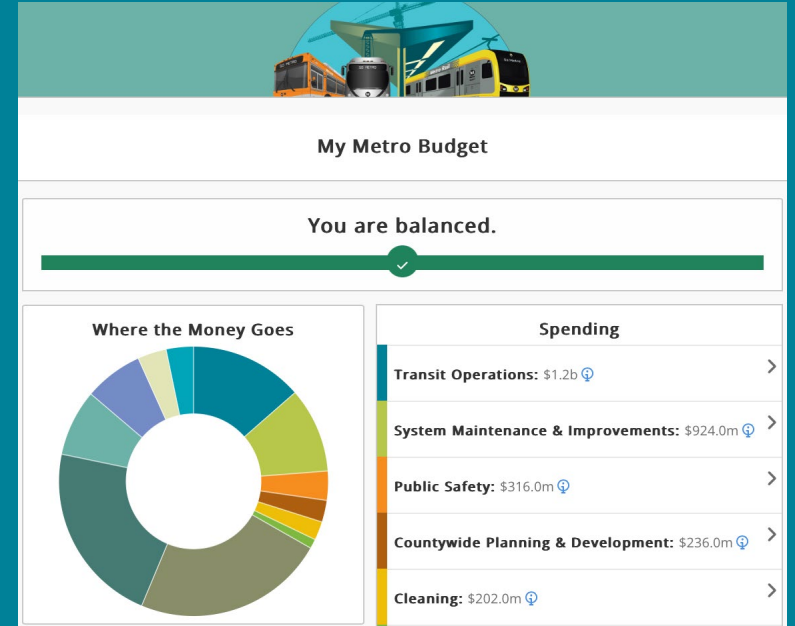 My Metro Budget
You are balanced.
Where the Money Goes
Spending
Transit Operations: $1.2b
System Maintenance & Improvements: $924.0m
Public Safety: $316.0m
Countywide Planning & Development: $236.0m
Cleaning: $202.0m